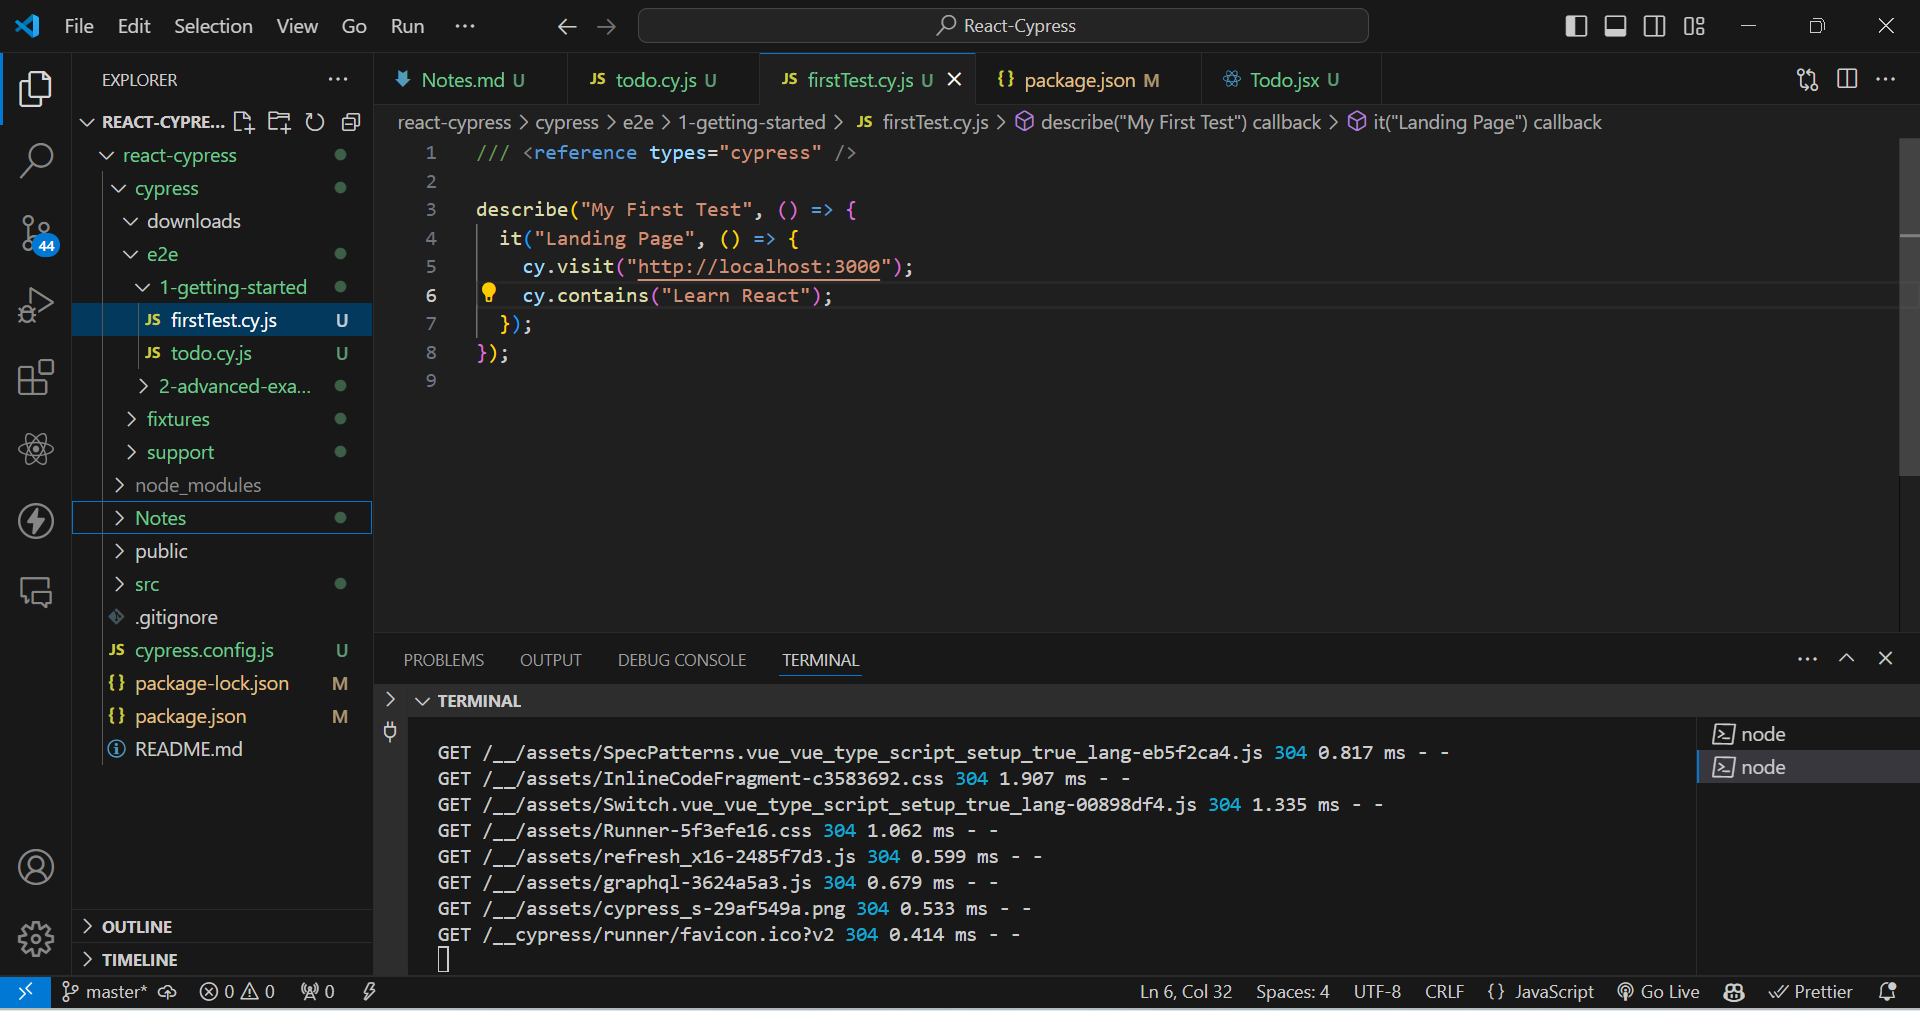 File Edit Selection View Go Run ··· ← → React-Cypress
EXPLORER ···
REACT-CYPRE...
react-cypress
cypress
downloads
e2e
1-getting-started
JS firstTest.cy.js U
JS todo.cy.js U
2-advanced-exa...
fixtures
support
node_modules
Notes
public
src
.gitignore
JS cypress.config.js U
{} package-lock.json M
{} package.json M
README.md
OUTLINE
TIMELINE
44
Notes.md U JS todo.cy.js U JS firstTest.cy.js U {} package.json M Todo.jsx U
react-cypress > cypress > e2e > 1-getting-started > JS firstTest.cy.js > describe("My First Test") callback > it("Landing Page") callback
1 /// <reference types="cypress" />
2
3 describe("My First Test", () => {
4 it("Landing Page", () => {
5 cy.visit("http://localhost:3000");
6 cy.contains("Learn React");
7 });
8 });
9
PROBLEMS OUTPUT DEBUG CONSOLE TERMINAL
TERMINAL
GET /__/assets/SpecPatterns.vue_vue_type_script_setup_true_lang-eb5f2ca4.js 304 0.817 ms - -
GET /__/assets/InlineCodeFragment-c3583692.css 304 1.907 ms - -
GET /__/assets/Switch.vue_vue_type_script_setup_true_lang-00898df4.js 304 1.335 ms - -
GET /__/assets/Runner-5f3efe16.css 304 1.062 ms - -
GET /__/assets/refresh_x16-2485f7d3.js 304 0.599 ms - -
GET /__/assets/graphql-3624a5a3.js 304 0.679 ms - -
GET /__/assets/cypress_s-29af549a.png 304 0.533 ms - -
GET /__cypress/runner/favicon.ico?v2 304 0.414 ms - -
node
node
master* 0 0 0 Ln 6, Col 32 Spaces: 4 UTF-8 CRLF {} JavaScript Go Live Prettier